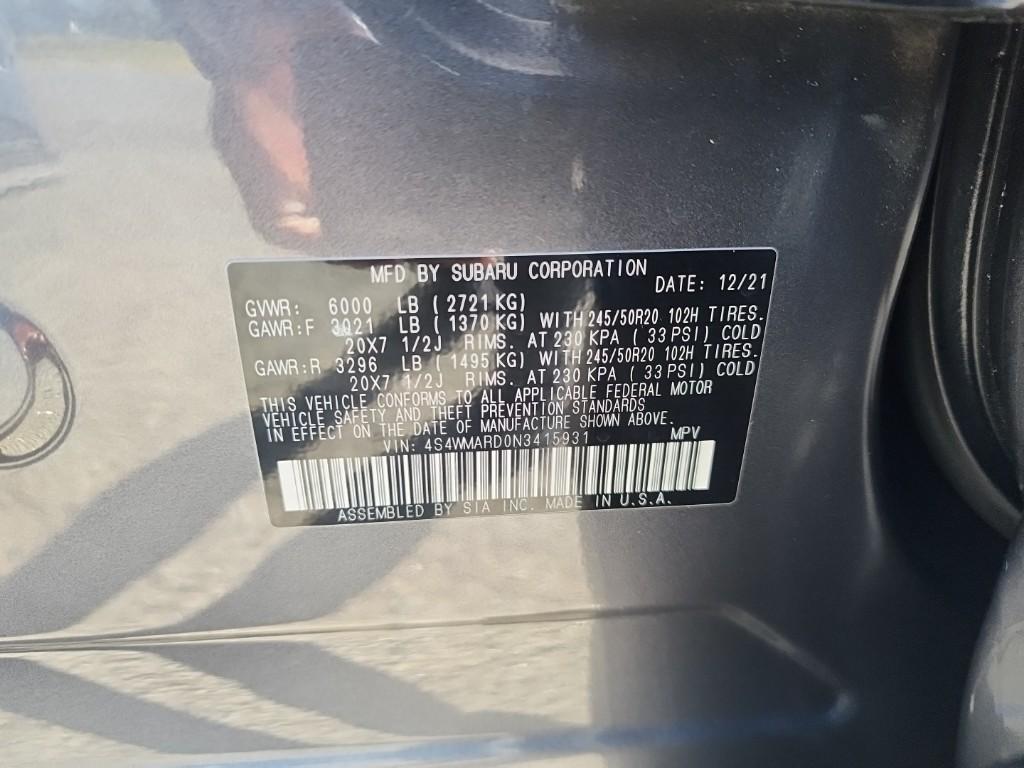 MFD BY SUBARU CORPORATION DATE: 12/21
GVWR: 6000 LB ( 2721 KG)
GAWR:F 3021 LB ( 1370 KG) WITH 245/50R20 102H TIRES.
20X7 1/2J RIMS. AT 230 KPA ( 33 PSI) COLD
GAWR:R 3296 LB ( 1495 KG) WITH 245/50R20 102H TIRES.
20X7 1/2J RIMS. AT 230 KPA ( 33 PSI) COLD
THIS VEHICLE CONFORMS TO ALL APPLICABLE FEDERAL MOTOR
VEHICLE SAFETY AND THEFT PREVENTION STANDARDS
IN EFFECT ON THE DATE OF MANUFACTURE SHOWN ABOVE.
VIN: 4S4WMARD0N3415931 MPV
ASSEMBLED BY SIA INC. MADE IN U.S.A.